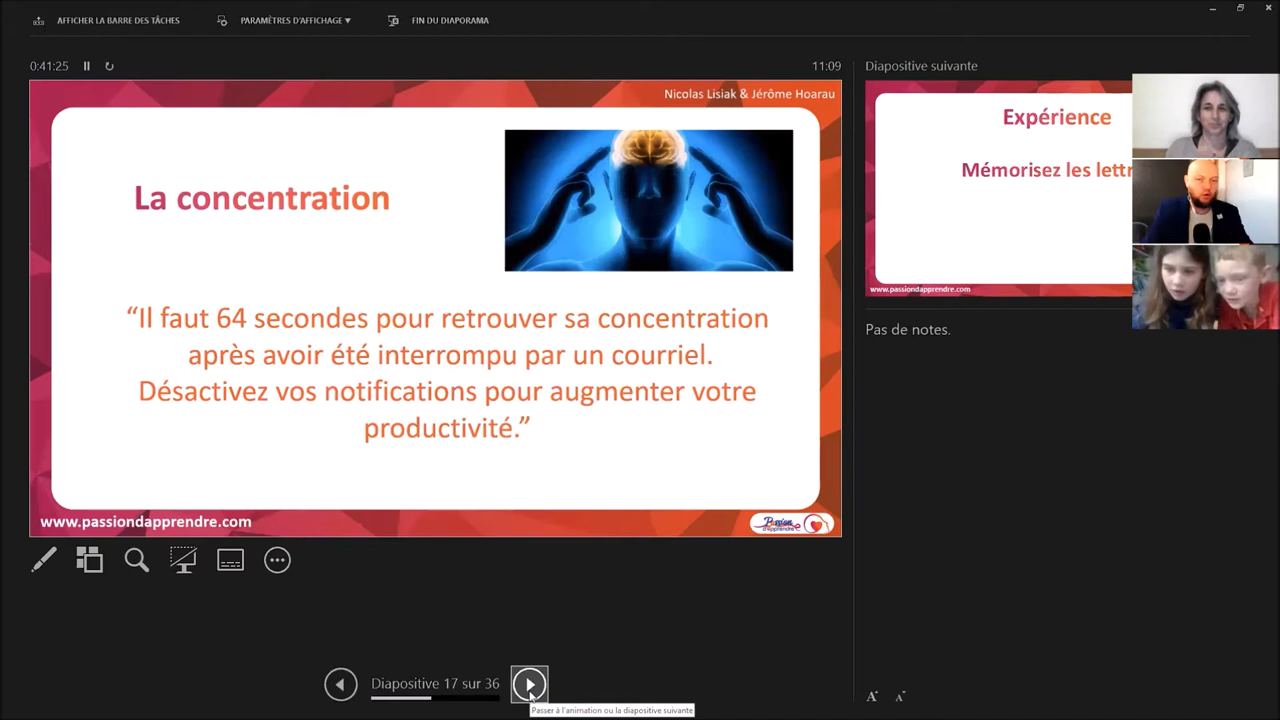 AFFICHER LA BARRE DES TÂCHES
PARAMÈTRES D'AFFICHAGE ▼
FIN DU DIAPORAMA
0:41:25
11:09
Nicolas Lisiak & Jérôme Hoarau
La concentration
“Il faut 64 secondes pour retrouver sa concentration
après avoir été interrompu par un courriel.
Désactivez vos notifications pour augmenter votre
productivité.”
www.passiondapprendre.com
Passion
d'apprendre
Diapositive suivante
Expérience
Mémorisez les lettr
www.passiondapprendre.com
Pas de notes.
Diapositive 17 sur 36
Passer à l'animation ou la diapositive suivante
A A